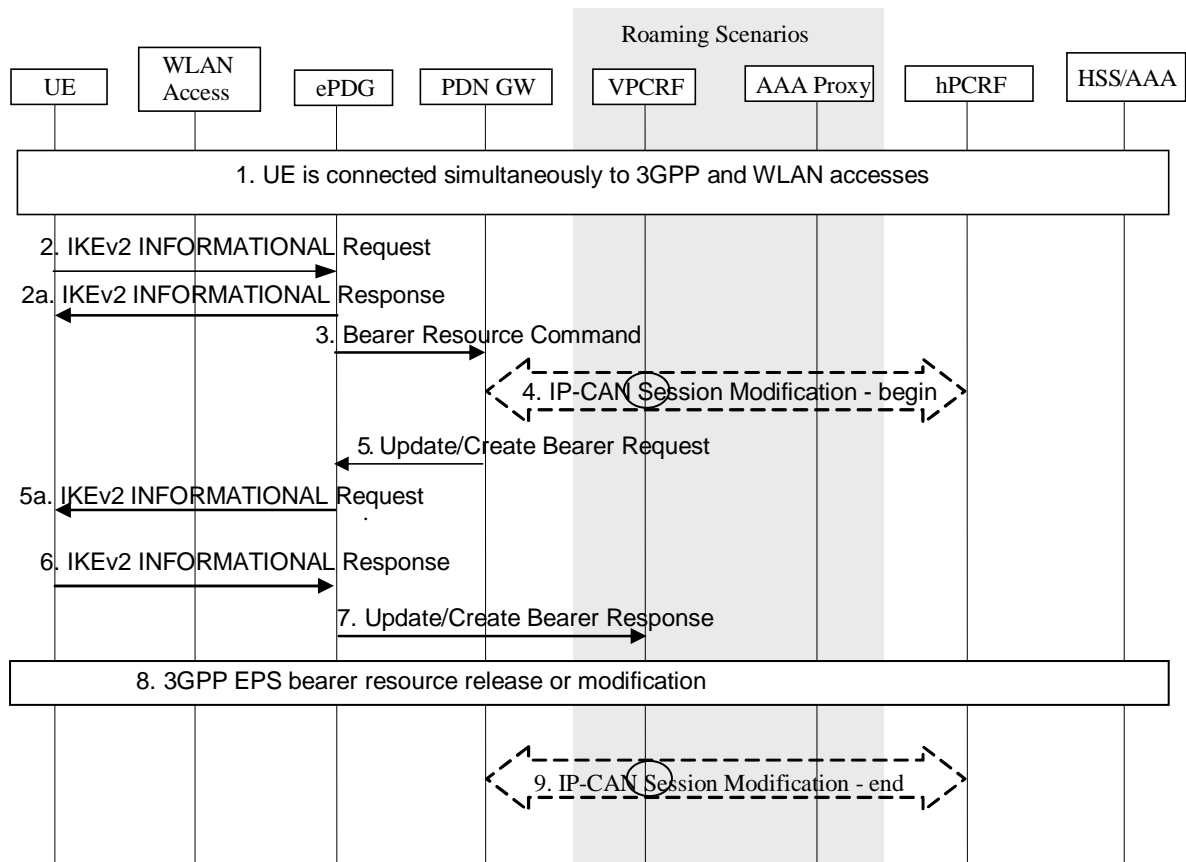 Roaming Scenarios
UE
WLAN
Access
ePDG
PDN GW
VPCRF
AAA Proxy
hPCRF
HSS/AAA
1. UE is connected simultaneously to 3GPP and WLAN accesses
2. IKEv2 INFORMATIONAL Request
2a. IKEv2 INFORMATIONAL Response
3. Bearer Resource Command
4. IP-CAN Session Modification - begin
5. Update/Create Bearer Request
5a. IKEv2 INFORMATIONAL Request
.
6. IKEv2 INFORMATIONAL Response
7. Update/Create Bearer Response
8. 3GPP EPS bearer resource release or modification
9. IP-CAN Session Modification - end